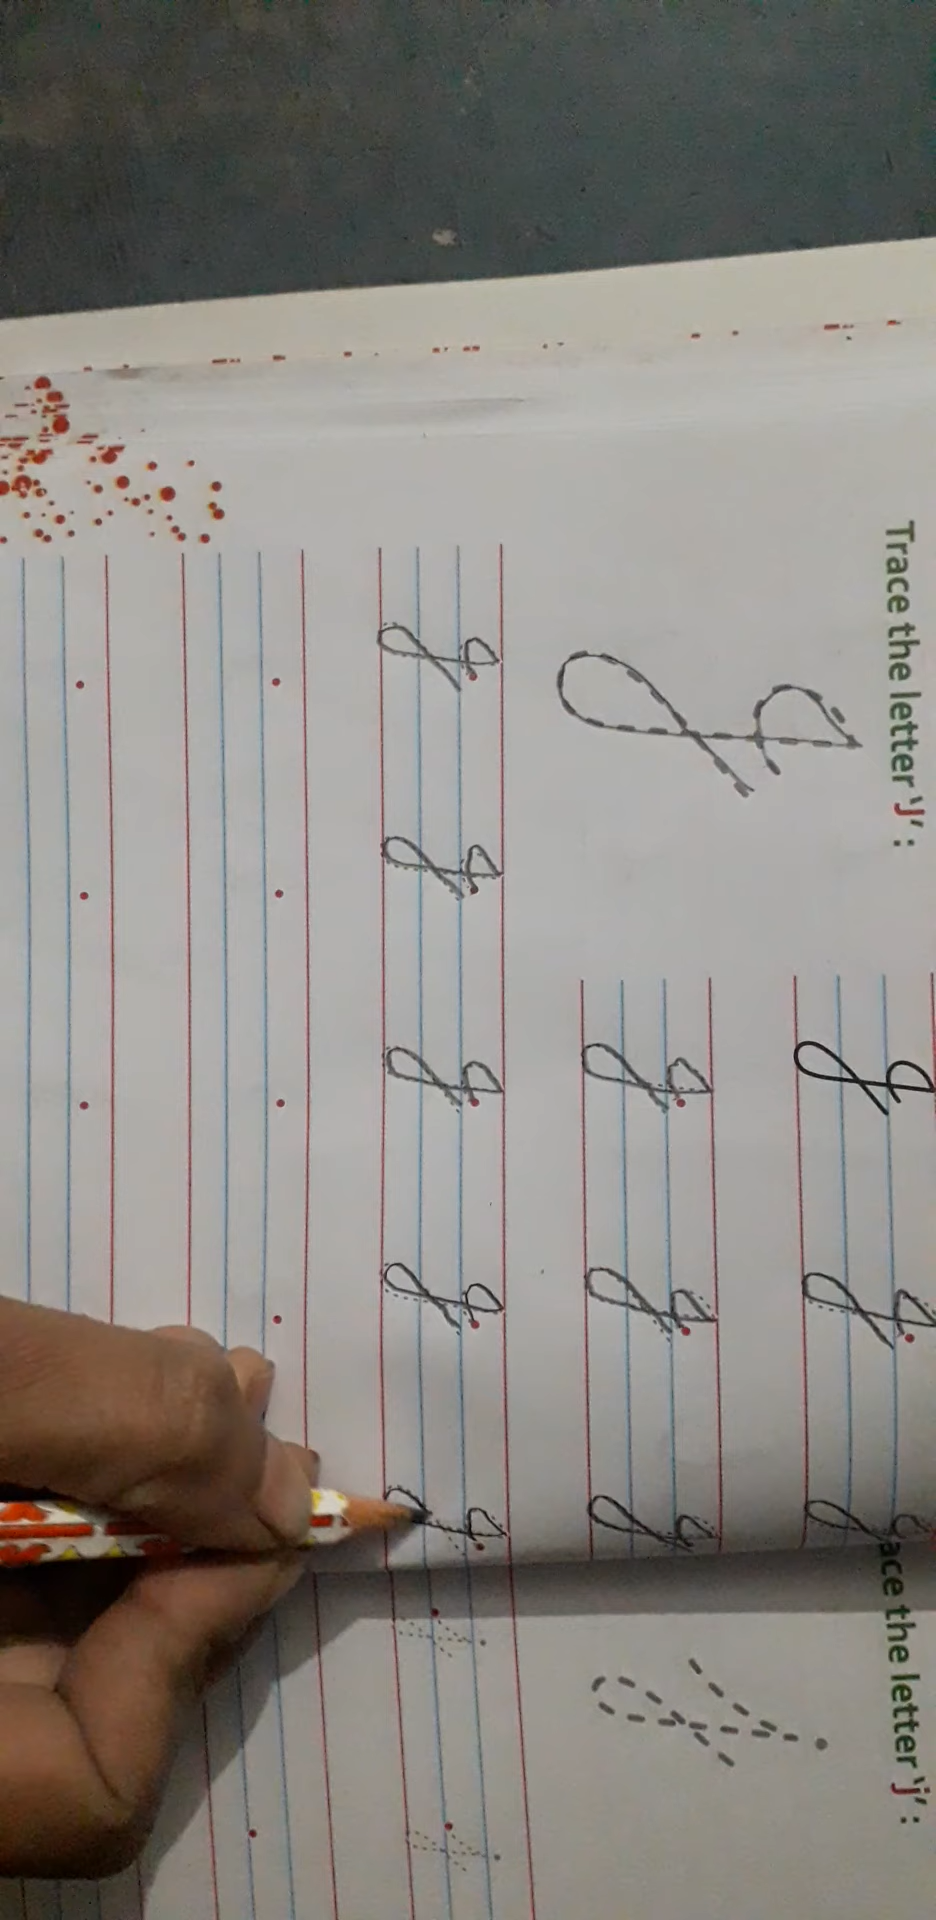 Trace the letter 'J' :
J J J J
J J J
J J J J J
ace the letter 'j' :
j
j j